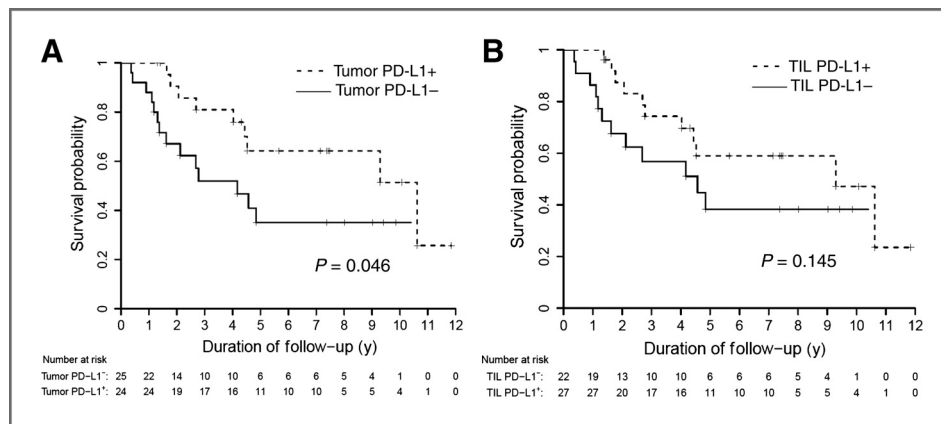 A
Survival probability
1
0.8
0.6
0.4
0.2
0
Tumor PD-L1+
Tumor PD-L1−
P = 0.046
0 1 2 3 4 5 6 7 8 9 10 11 12
Duration of follow−up (y)
Number at risk
Tumor PD−L1⁻: 25 22 14 10 10 6 6 6 5 4 1 0 0
Tumor PD−L1⁺: 24 24 19 17 16 11 10 10 5 5 4 1 0
B
Survival probability
1
0.8
0.6
0.4
0.2
0
TIL PD-L1+
TIL PD-L1−
P = 0.145
0 1 2 3 4 5 6 7 8 9 10 11 12
Duration of follow−up (y)
Number at risk
TIL PD−L1⁻: 22 19 13 10 10 6 6 6 5 4 1 0 0
TIL PD−L1⁺: 27 27 20 17 16 11 10 10 5 5 4 1 0